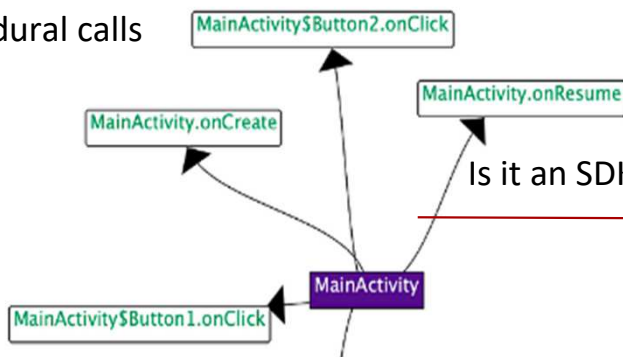 dural calls
MainActivity$Button2.onClick
MainActivity.onResume
MainActivity.onCreate
Is it an SDK
MainActivity
MainActivity$Button1.onClick